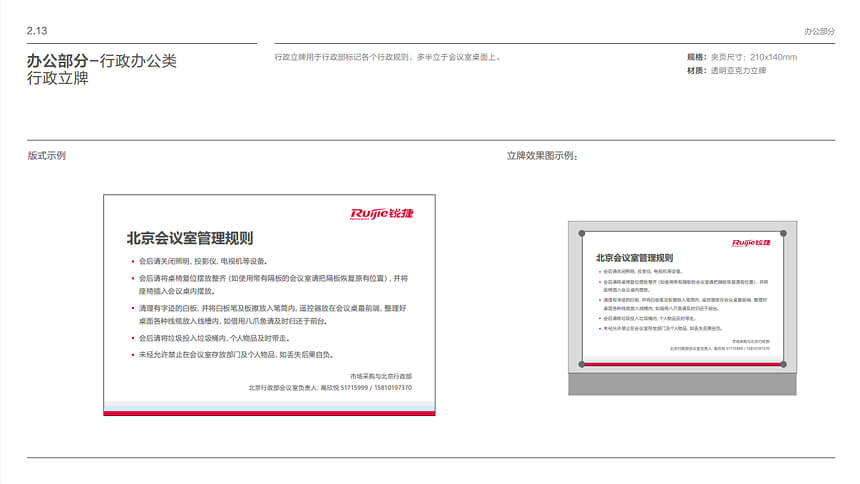 2.13
办公部分
办公部分-行政办公类
行政立牌
行政立牌用于行政部标记各个行政规则，多半立于会议室桌面上。
规格：夹页尺寸；210x140mm
材质：透明亚克力立牌
版式示例
立牌效果图示例；
Ruijie锐捷
北京会议室管理规则
• 会后请关闭照明, 投影仪, 电视机等设备。
• 会后请将桌椅复位摆放整齐 (如使用带有隔板的会议室请把隔板恢复原有位置) , 并将
座椅插入会议桌内摆放。
• 清理有字迹的白板, 并将白板笔及板擦放入笔筒内, 遥控器放在会议桌最前端, 整理好
桌面各种线缆放入线槽内, 如借用八爪鱼请及时归还于前台。
• 会后请将垃圾投入垃圾桶内, 个人物品及时带走。
• 未经允许禁止在会议室存放部门及个人物品, 如丢失后果自负。
市场采购与北京行政部
北京行政部会议室负责人: 高欣悦 51715999 / 15810197370
Ruijie锐捷
北京会议室管理规则
• 会后请关闭照明, 投影仪, 电视机等设备。
• 会后请将桌椅复位摆放整齐 (如使用带有隔板的会议室请把隔板恢复原有位置) , 并将
座椅插入会议桌内摆放。
• 清理有字迹的白板, 并将白板笔及板擦放入笔筒内, 遥控器放在会议桌最前端, 整理好
桌面各种线缆放入线槽内, 如借用八爪鱼请及时归还于前台。
• 会后请将垃圾投入垃圾桶内, 个人物品及时带走。
• 未经允许禁止在会议室存放部门及个人物品, 如丢失后果自负。
市场采购与北京行政部
北京行政部会议室负责人: 高欣悦 51715999 / 15810197370